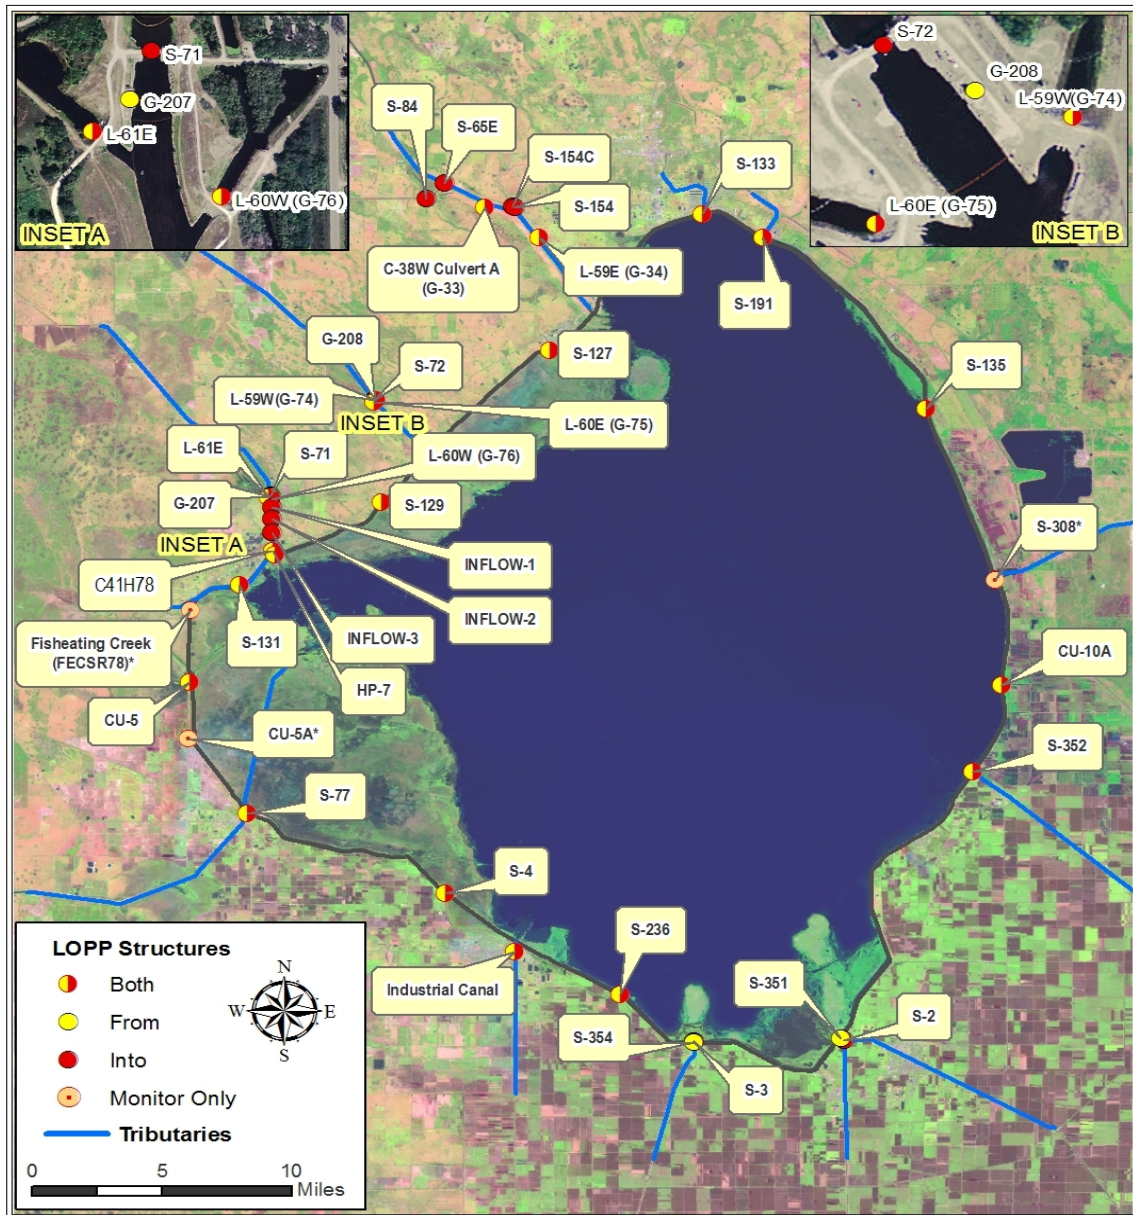 S-71
G-207
L-61E
L-60W (G-76)
INSET A
S-72
G-208
L-59W(G-74)
L-60E (G-75)
INSET B
S-84
S-65E
S-154C
S-154
S-133
C-38W Culvert A
(G-33)
L-59E (G-34)
S-191
G-208
S-72
S-127
S-135
L-59W(G-74)
INSET B
L-60E (G-75)
L-61E
S-71
L-60W (G-76)
G-207
S-129
S-308*
INSET A
INFLOW-1
C41H78
INFLOW-2
Fisheating Creek
(FECSR78)*
S-131
INFLOW-3
CU-10A
HP-7
CU-5
CU-5A*
S-352
S-77
S-4
S-236
Industrial Canal
S-351
S-2
S-354
S-3
LOPP Structures
Both
From
Into
Monitor Only
Tributaries
N
W
E
S
0 5 10
Miles